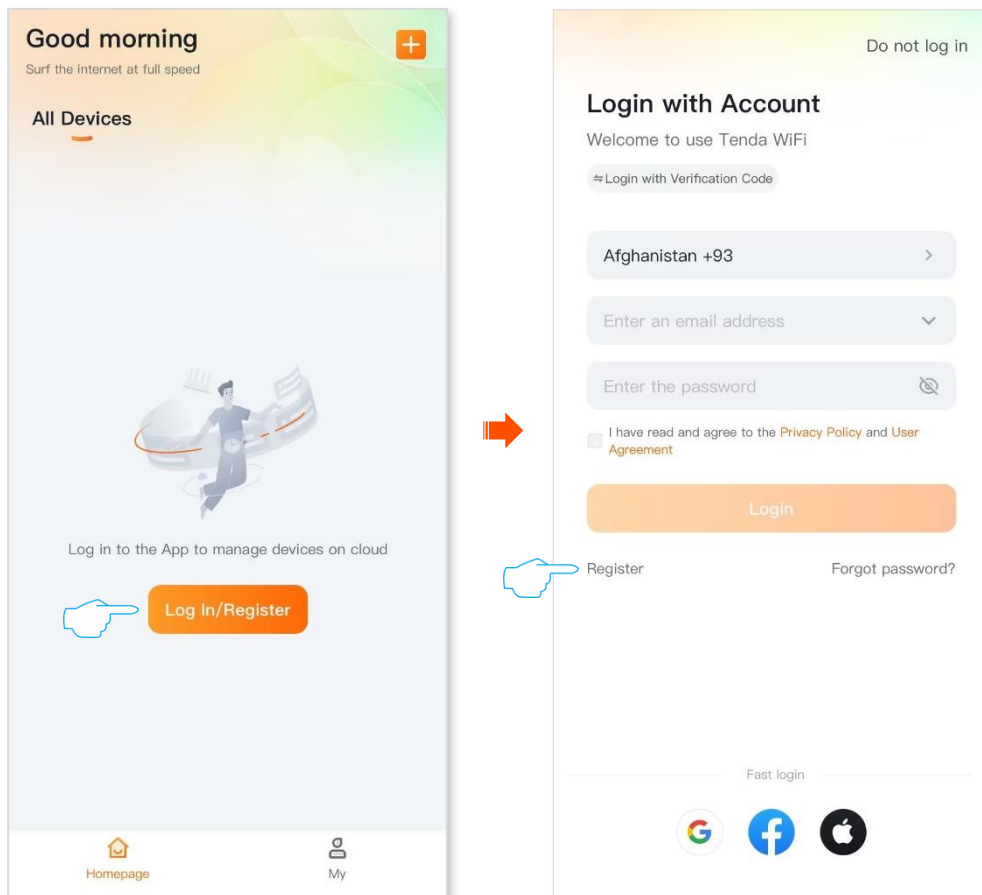 Good morning
Surf the internet at full speed
All Devices
Log in to the App to manage devices on cloud
Log In/Register
Homepage
My
Do not log in
Login with Account
Welcome to use Tenda WiFi
⇋Login with Verification Code
Afghanistan +93
Enter an email address
Enter the password
I have read and agree to the Privacy Policy and User
Agreement
Login
Register
Forgot password?
Fast login